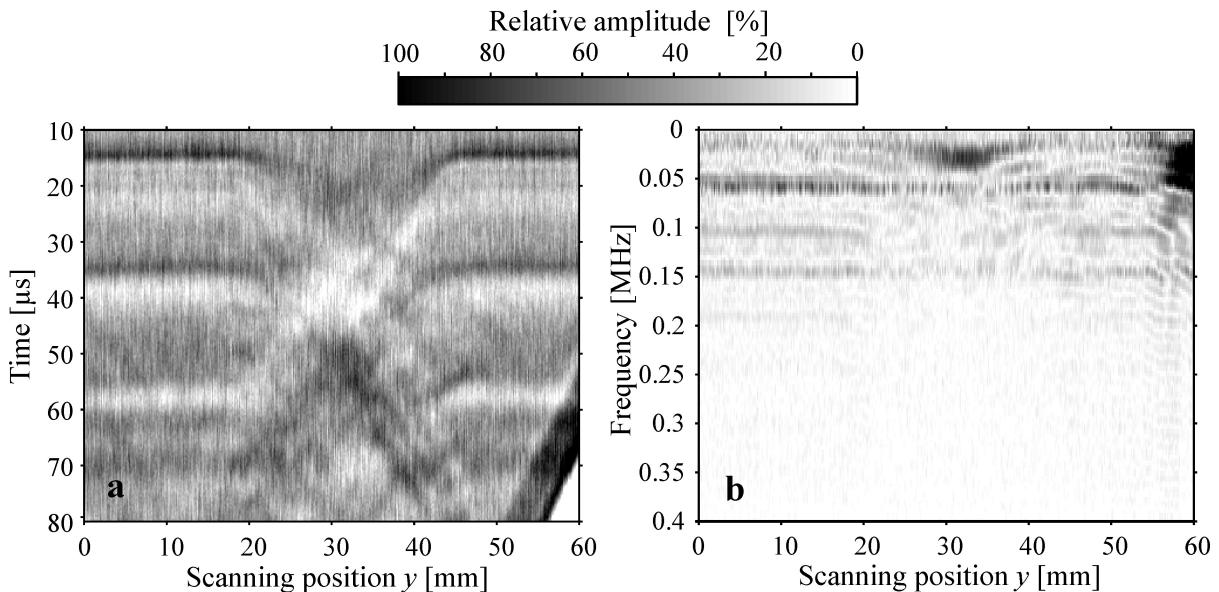 Relative amplitude [%]
100 80 60 40 20 0
10
20
30
40
50
60
70
80
Time [µs]
a
0 10 20 30 40 50 60
Scanning position y [mm]
0
0.05
0.1
0.15
0.2
0.25
0.3
0.35
0.4
Frequency [MHz]
b
0 10 20 30 40 50 60
Scanning position y [mm]